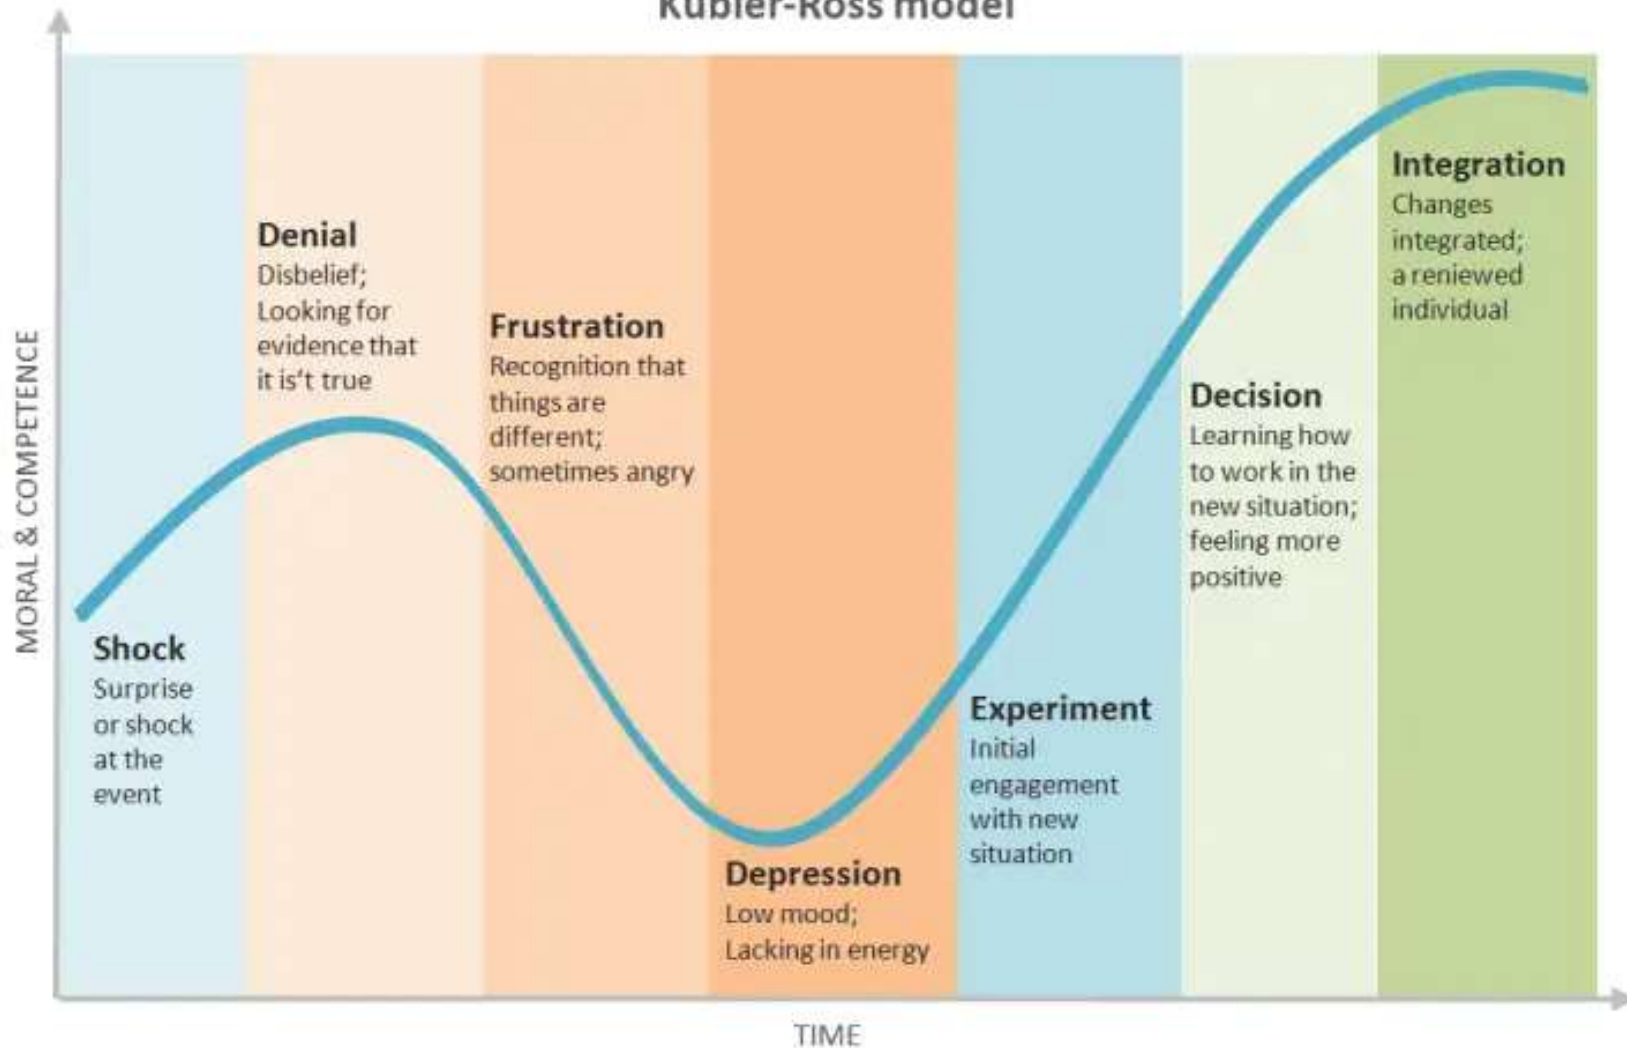 Kübler-Ross model
MORAL & COMPETENCE
Shock
Surprise
or shock
at the
event
Denial
Disbelief;
Looking for
evidence that
it is't true
Frustration
Recognition that
things are
different;
sometimes angry
Depression
Low mood;
Lacking in energy
Experiment
Initial
engagement
with new
situation
Decision
Learning how
to work in the
new situation;
feeling more
positive
Integration
Changes
integrated;
a reniewed
individual
TIME